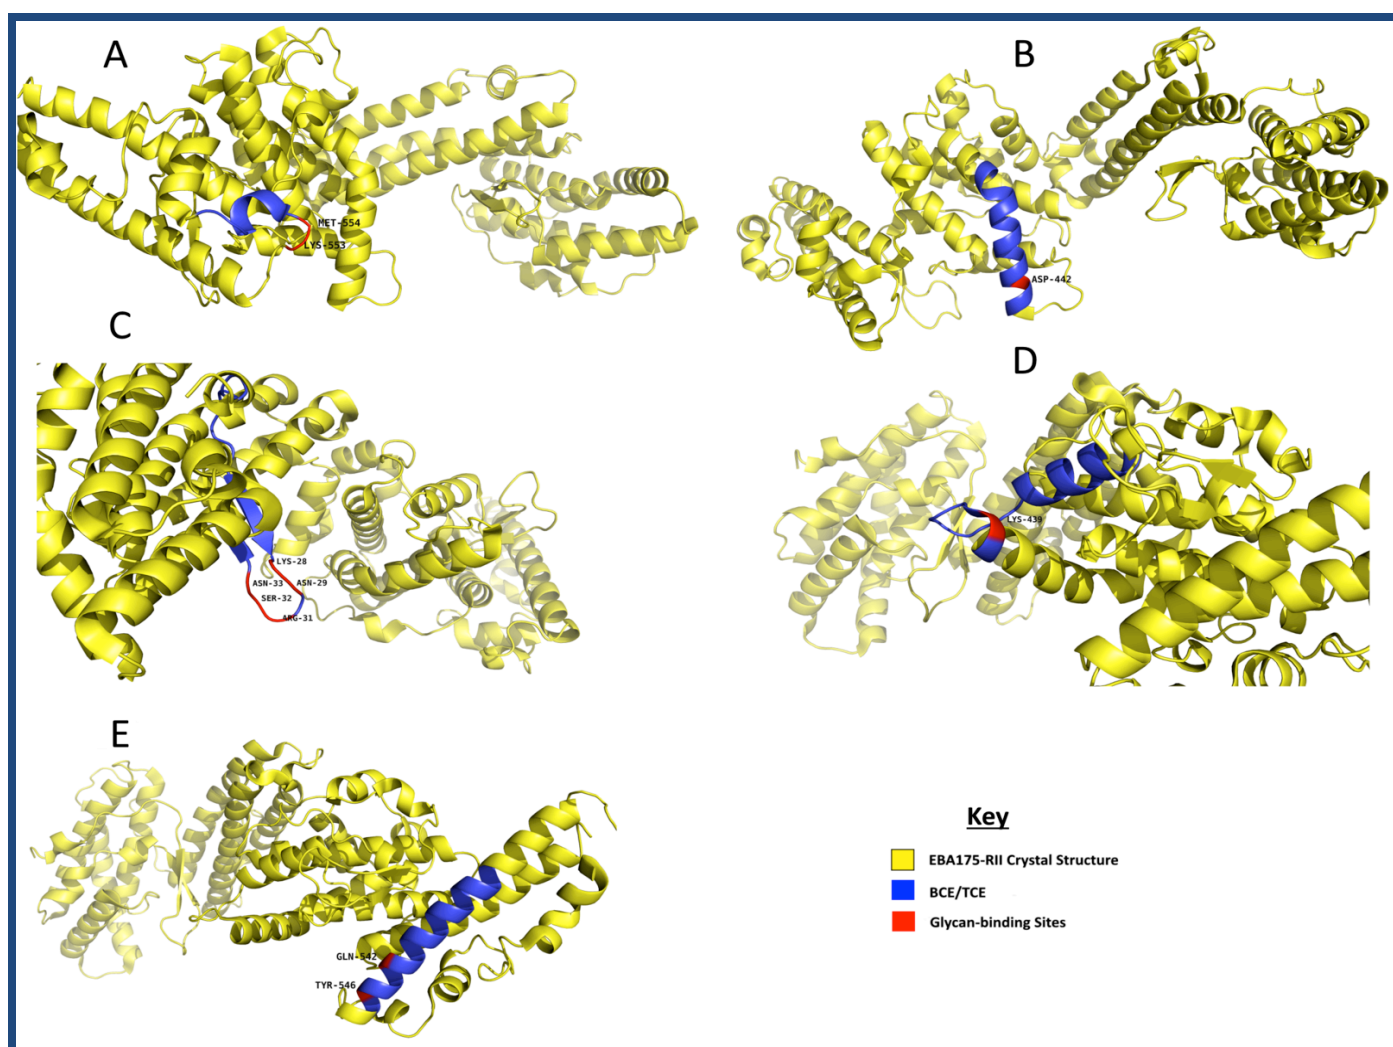 A
MET-554
LYS-553
B
ASP-442
C
LYS-28
ASN-33
ASN-29
SER-32
ARG-31
D
LYS-439
E
GLN-542
TYR-546
Key
EBA175-RII Crystal Structure
BCE/TCE
Glycan-binding Sites